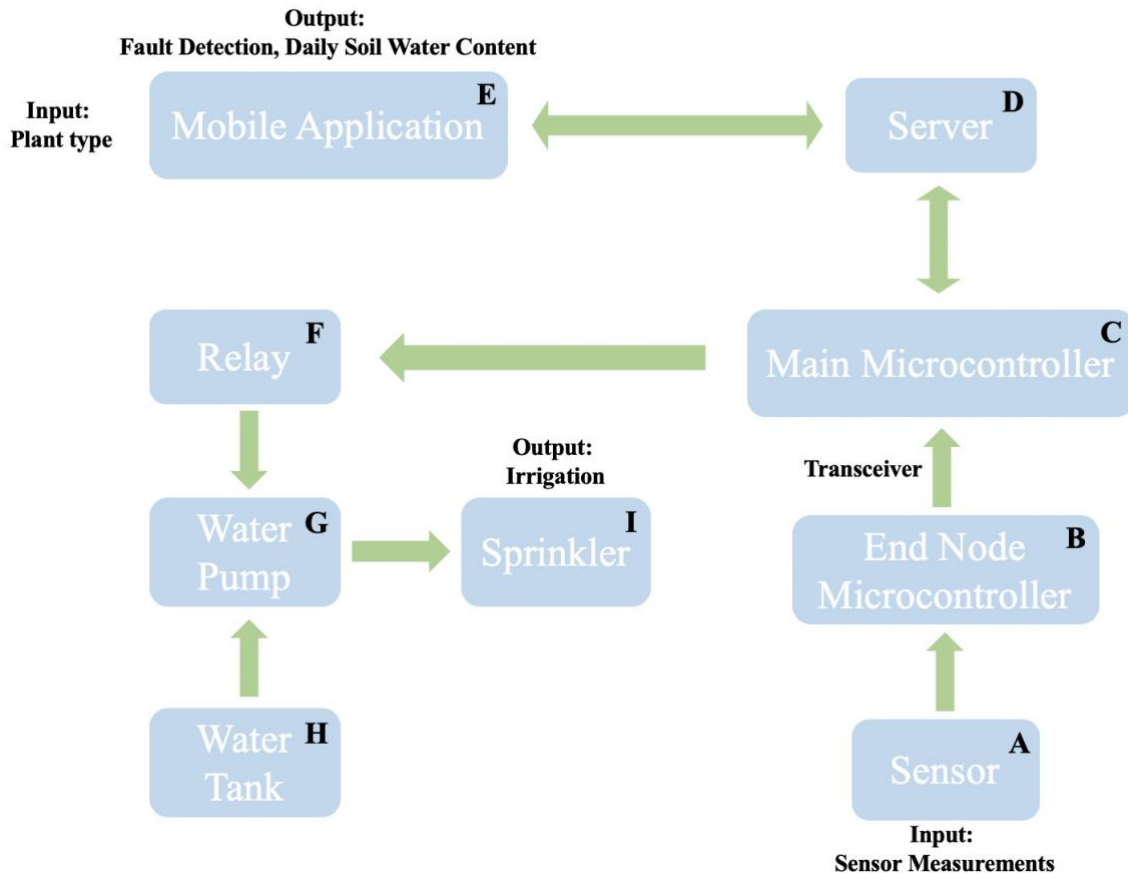 Output:
Fault Detection, Daily Soil Water Content
Input:
Plant type
E
Mobile Application
D
Server
F
Relay
C
Main Microcontroller
Output:
Irrigation
Transceiver
G
Water
Pump
I
Sprinkler
B
End Node
Microcontroller
H
Water
Tank
A
Sensor
Input:
Sensor Measurements